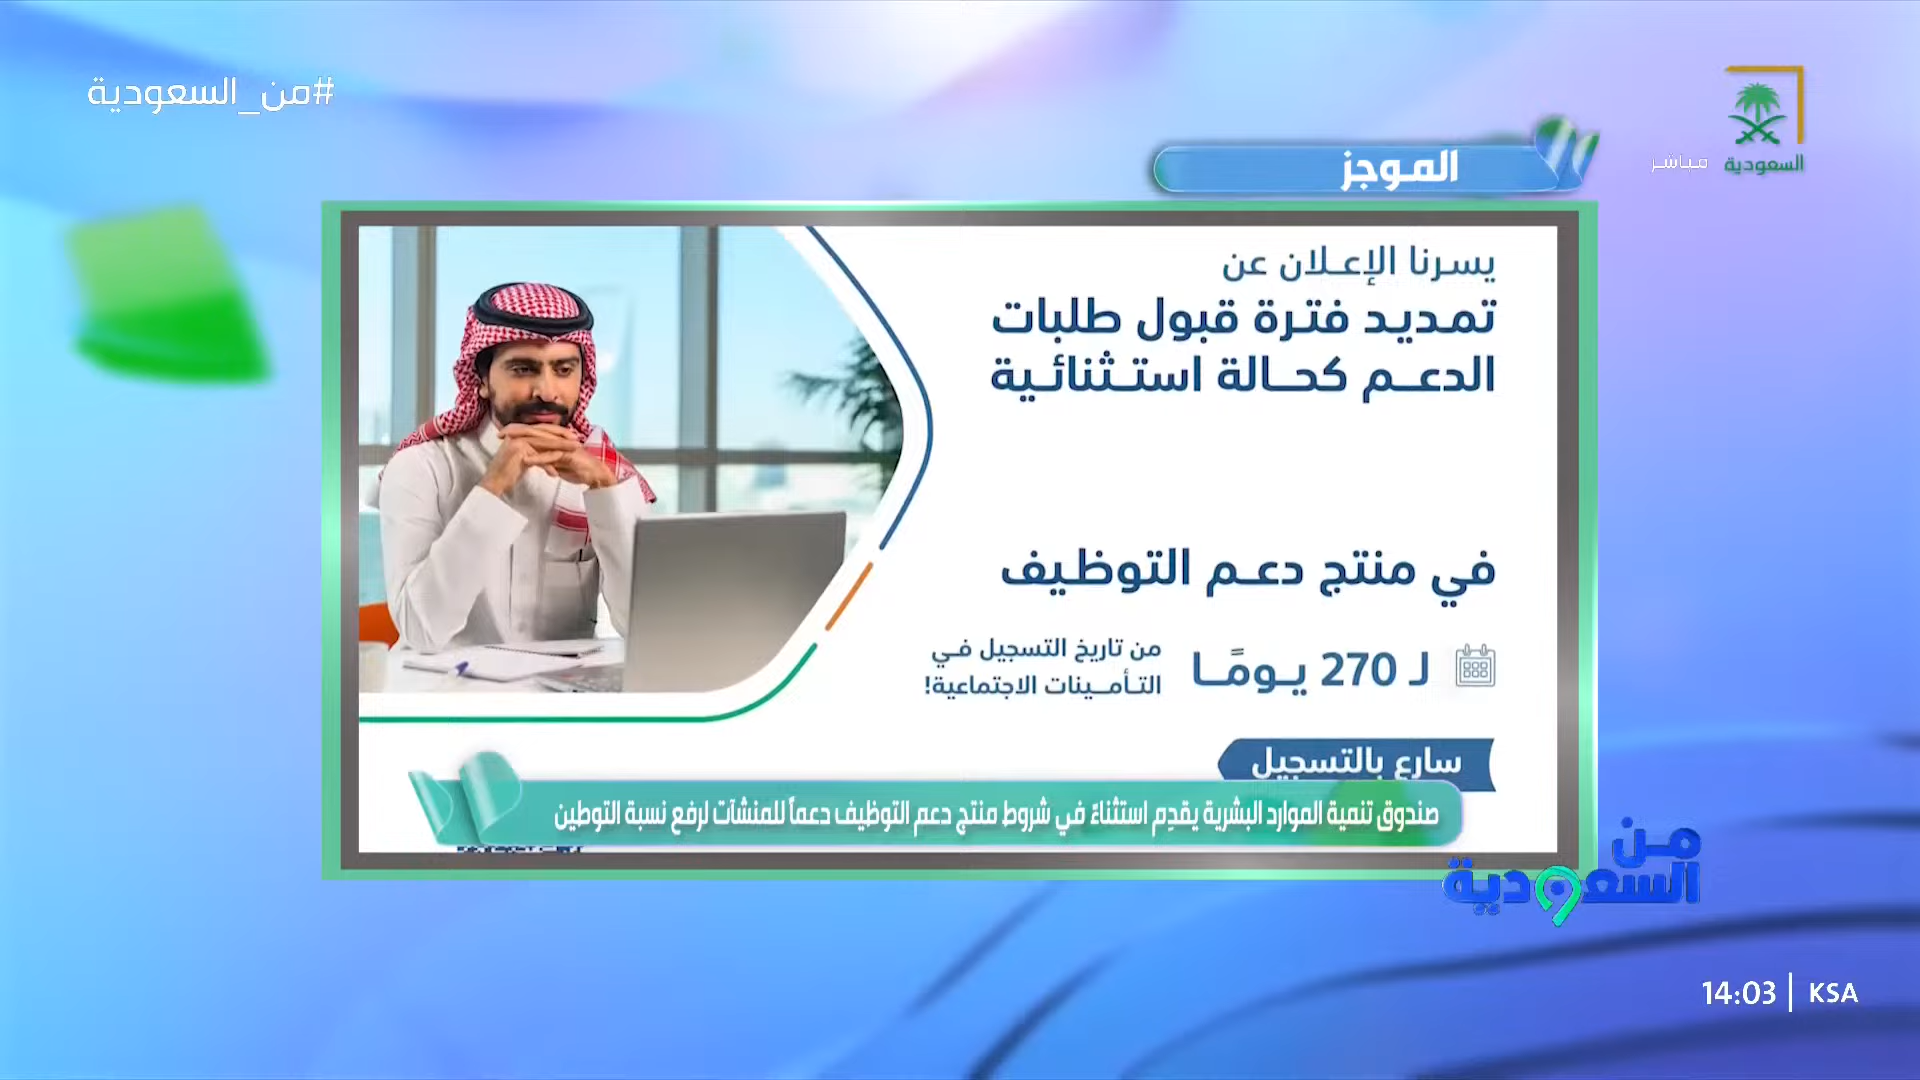 #من_السعودية
السعودية
مباشر
الموجز
يسرنا الإعلان عن
تمديد فترة قبول طلبات
الدعم كحالة استثنائية
في منتج دعم التوظيف
لـ 270 يومًا
من تاريخ التسجيل في
التأمينات الاجتماعية!
سارع بالتسجيل
صندوق تنمية الموارد البشرية يقدِم استثناءً في شروط منتج دعم التوظيف دعماً للمنشآت لرفع نسبة التوطين
من
السعودية
14:03 | KSA